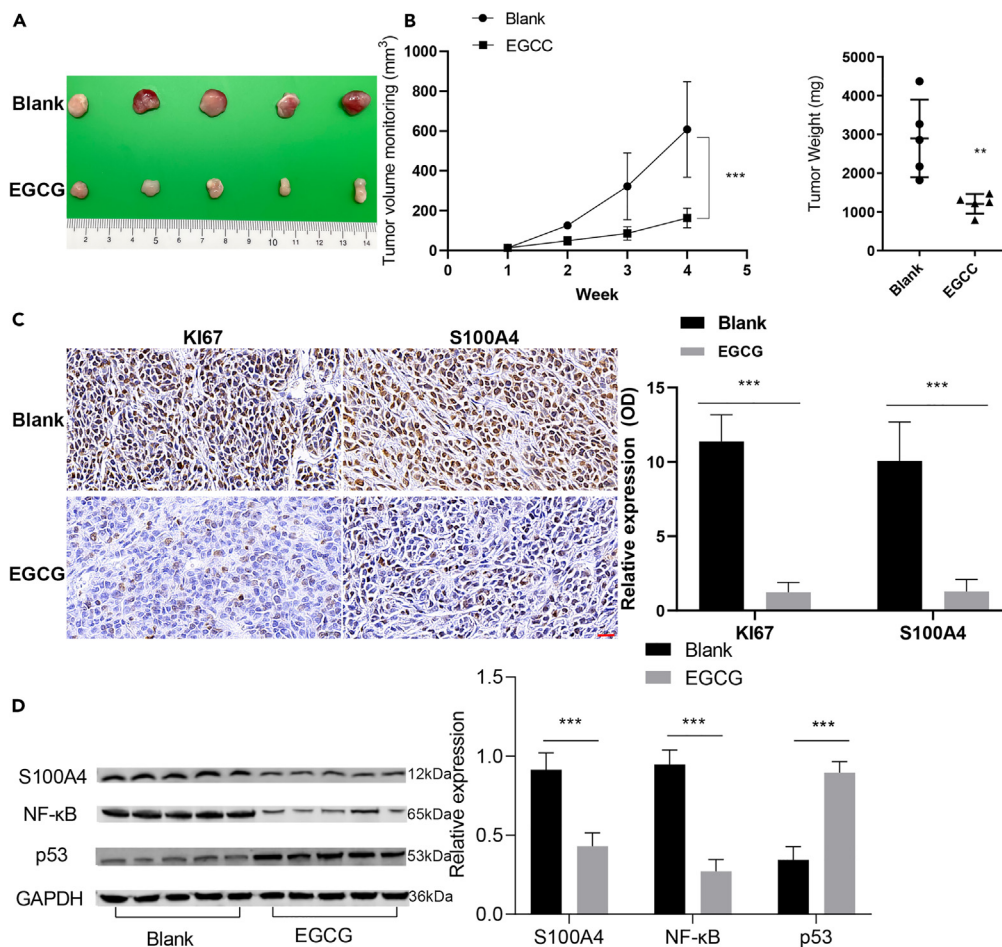 A
Blank
EGCG
2 4 5 7 8 10 11 13 14
B
Blank
EGCC
Tumor volume monitoring (mm³)
1000
800
600
400
200
0
0 1 2 3 4 5
Week
***
Tumor Weight (mg)
5000
4000
3000
2000
1000
0
**
Blank
EGCC
C
KI67 S100A4
Blank
EGCG
Blank
EGCG
Relative expression (OD)
15
10
5
0
*** ***
KI67 S100A4
D
S100A4 12kDa
NF-κB 65kDa
p53 53kDa
GAPDH 36kDa
Blank EGCG
Blank
EGCG
Relative expression
1.5
1.0
0.5
0.0
*** *** ***
S100A4 NF-κB p53